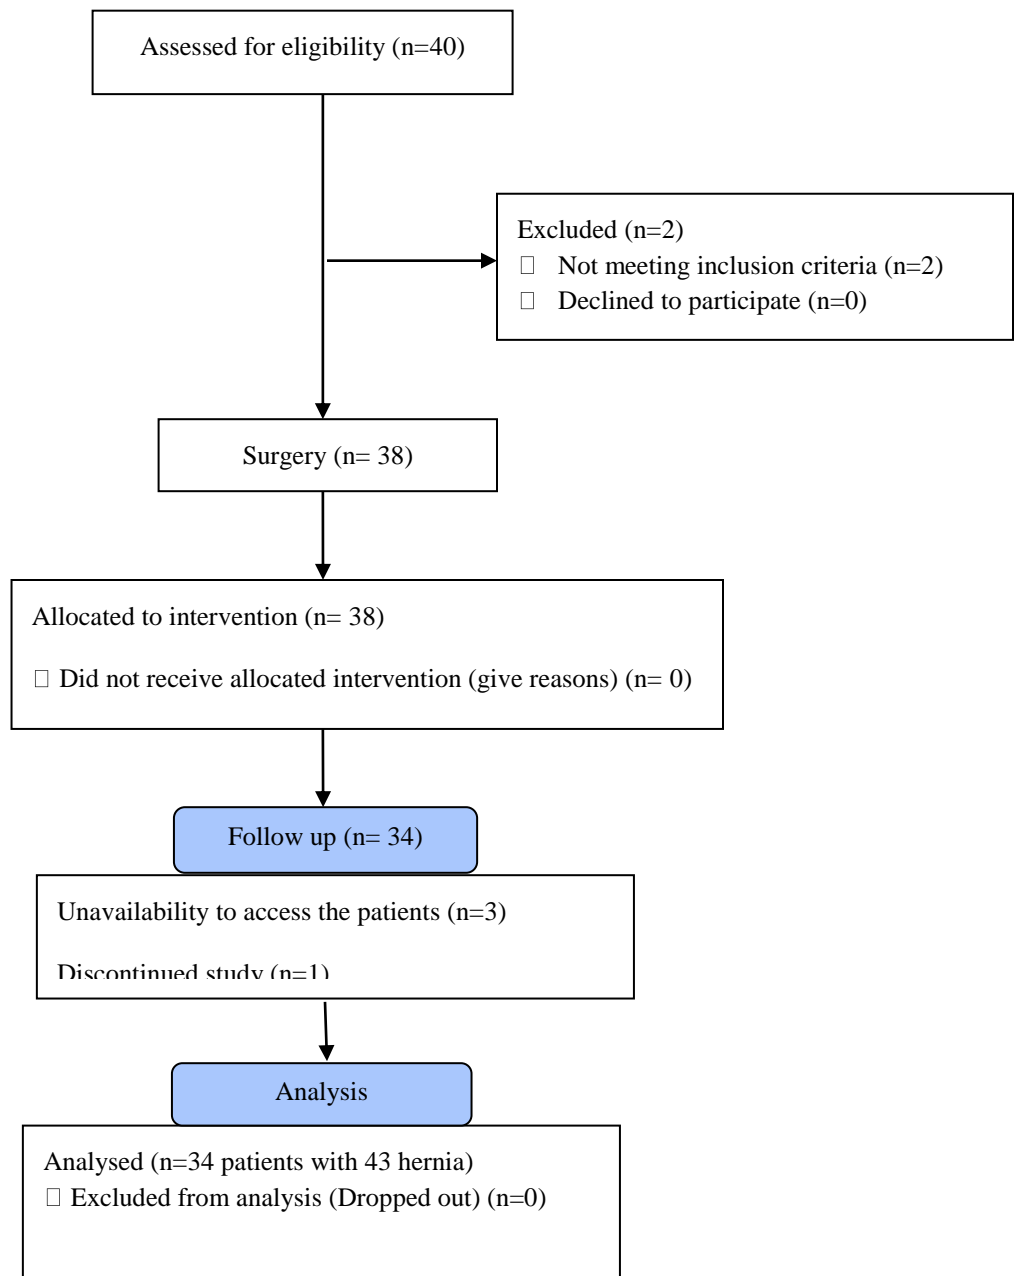 Assessed for eligibility (n=40)
Excluded (n=2)
Not meeting inclusion criteria (n=2)
Declined to participate (n=0)
Surgery (n= 38)
Allocated to intervention (n= 38)
Did not receive allocated intervention (give reasons) (n= 0)
Follow up (n= 34)
Unavailability to access the patients (n=3)
Discontinued study (n=1)
Analysis
Analysed (n=34 patients with 43 hernia)
Excluded from analysis (Dropped out) (n=0)